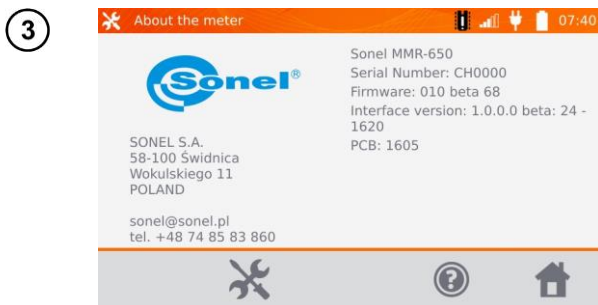 3
About the meter
07:40
Sonel®
SONEL S.A.
58-100 Świdnica
Wokulskiego 11
POLAND
sonel@sonel.pl
tel. +48 74 85 83 860
Sonel MMR-650
Serial Number: CH0000
Firmware: 010 beta 68
Interface version: 1.0.0.0 beta: 24 -
1620
PCB: 1605
?